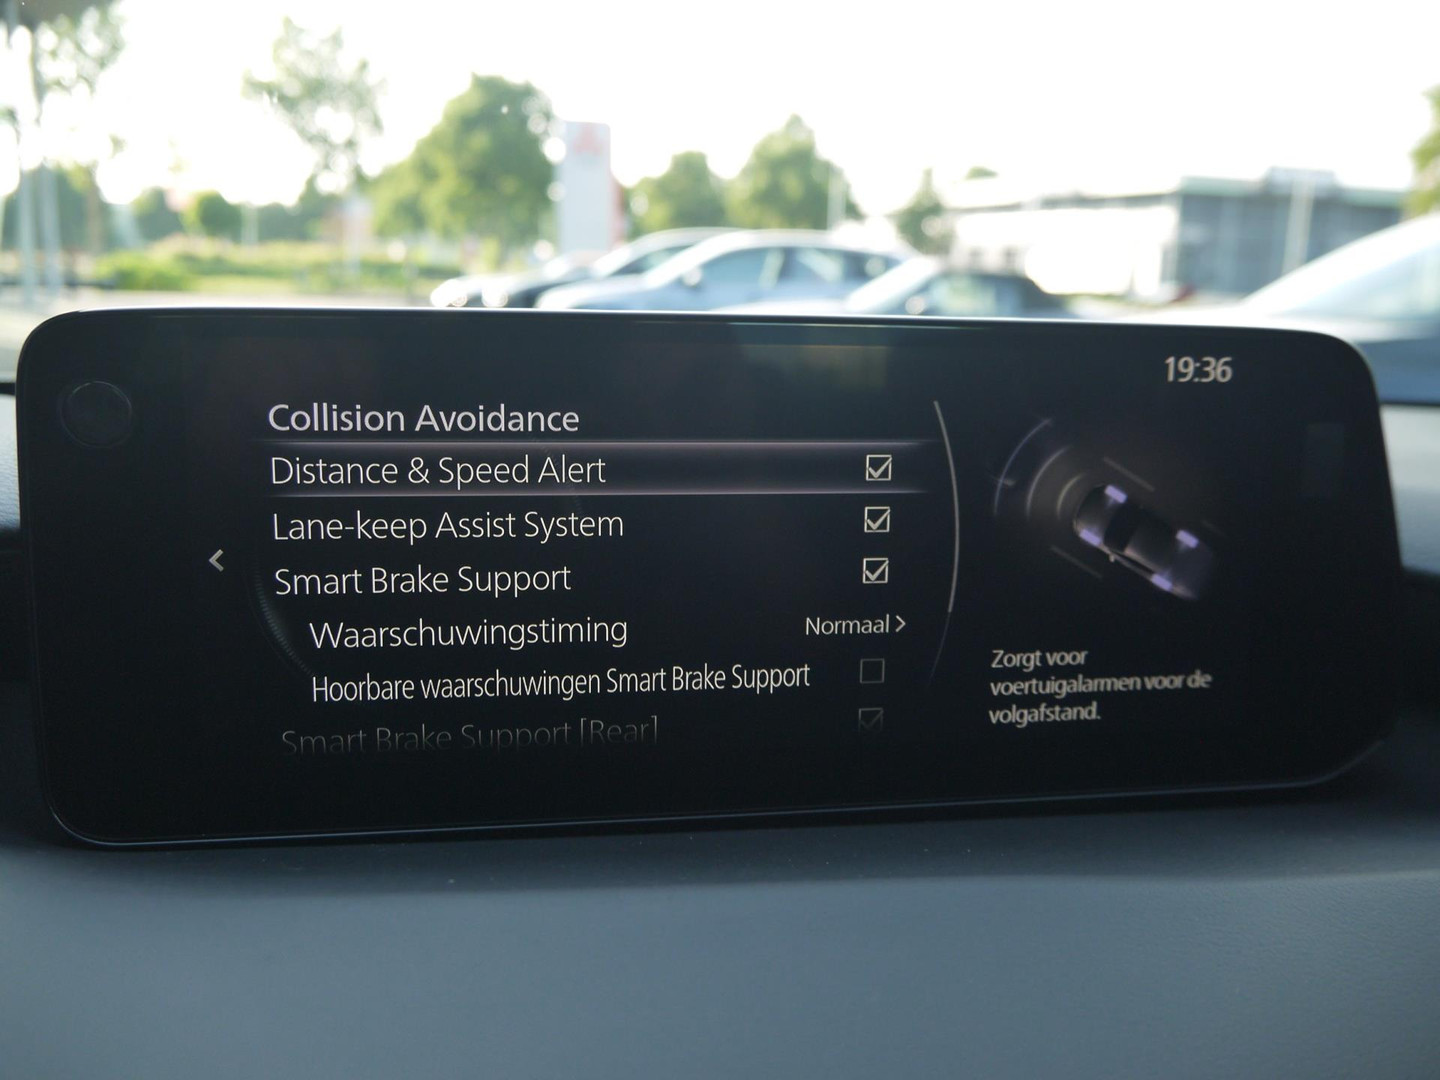 19:36
Collision Avoidance
Distance & Speed Alert
Lane-keep Assist System
Smart Brake Support
Waarschuwingstiming Normaal >
Hoorbare waarschuwingen Smart Brake Support
Smart Brake Support [Rear]
Zorgt voor
voertuigalarmen voor de
volgafstand.